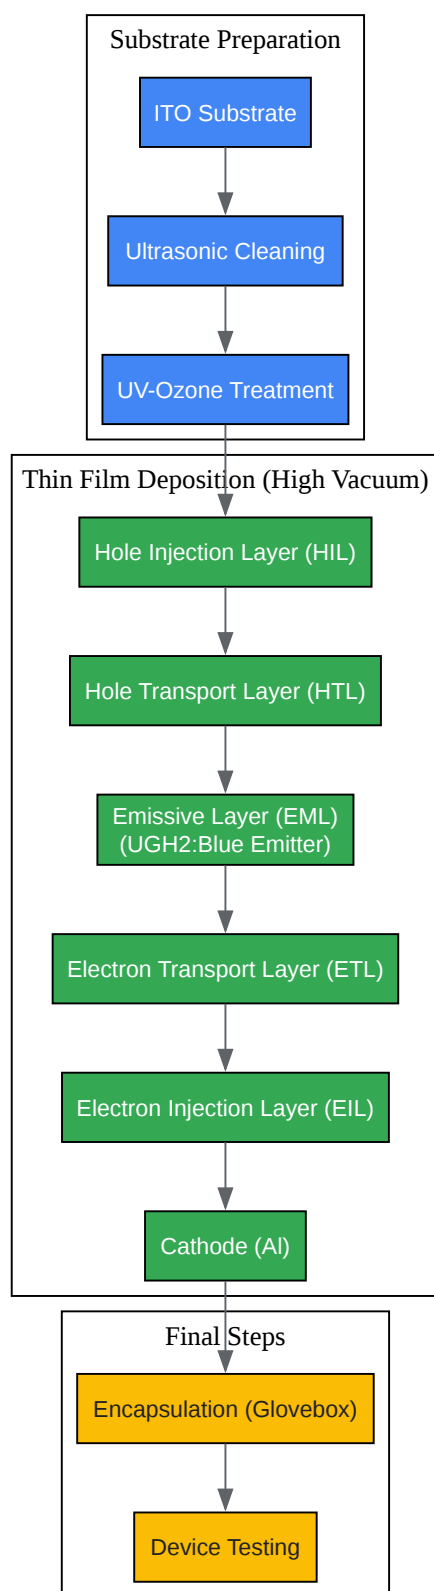 Substrate Preparation
ITO Substrate
Ultrasonic Cleaning
UV-Ozone Treatment
Thin Film Deposition (High Vacuum)
Hole Injection Layer (HIL)
Hole Transport Layer (HTL)
Emissive Layer (EML)
(UGH2:Blue Emitter)
Electron Transport Layer (ETL)
Electron Injection Layer (EIL)
Cathode (Al)
Final Steps
Encapsulation (Glovebox)
Device Testing